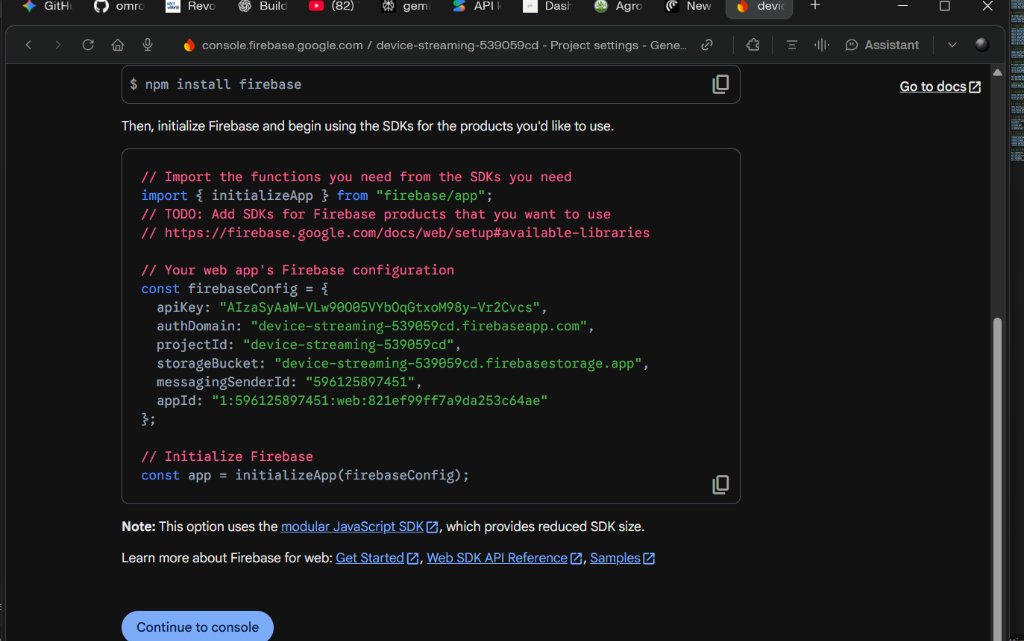 GitHu
omro
Revo
Build
(82)
gem
API
Dash
Agro
New
devic
console.firebase.google.com / device-streaming-539059cd - Project settings - Gene...
Assistant
$ npm install firebase
Go to docs
Then, initialize Firebase and begin using the SDKs for the products you'd like to use.
// Import the functions you need from the SDKs you need
import { initializeApp } from "firebase/app";
// TODO: Add SDKs for Firebase products that you want to use
// https://firebase.google.com/docs/web/setup#available-libraries
// Your web app's Firebase configuration
const firebaseConfig = {
apiKey: "AIzaSyAaW-VLw90O05VYbOqGtxoM98y-Vr2Cvcs",
authDomain: "device-streaming-539059cd.firebaseapp.com",
projectId: "device-streaming-539059cd",
storageBucket: "device-streaming-539059cd.firebasestorage.app",
messagingSenderId: "596125897451",
appId: "1:596125897451:web:821ef99ff7a9da253c64ae"
};
// Initialize Firebase
const app = initializeApp(firebaseConfig);
Note: This option uses the modular JavaScript SDK, which provides reduced SDK size.
Learn more about Firebase for web: Get Started, Web SDK API Reference, Samples
Continue to console